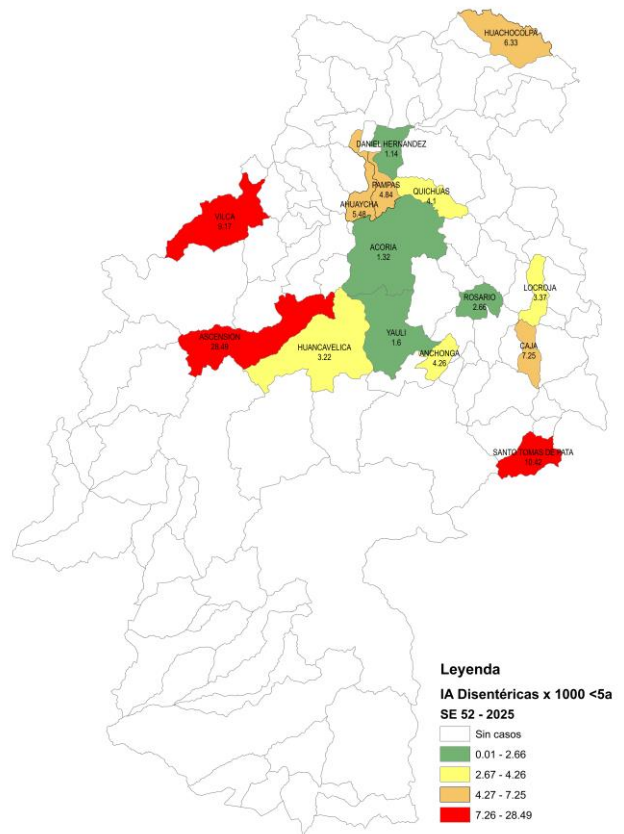 HUACHOCOLPA
6.33
DANIEL HERNANDEZ
1.14
PAMPAS
4.84
QUICHUAS
4.1
AHUAYCHA
5.48
VILCA
9.17
ACORIA
1.32
LOCROJA
3.37
ROSARIO
2.66
ASCENSION
28.49
HUANCAVELICA
3.22
YAULI
1.6
ANCHONGA
4.26
CAJA
7.25
SANTO TOMAS DE PATA
10.42
Leyenda
IA Disentéricas x 1000 <5a
SE 52 - 2025
Sin casos
0.01 - 2.66
2.67 - 4.26
4.27 - 7.25
7.26 - 28.49